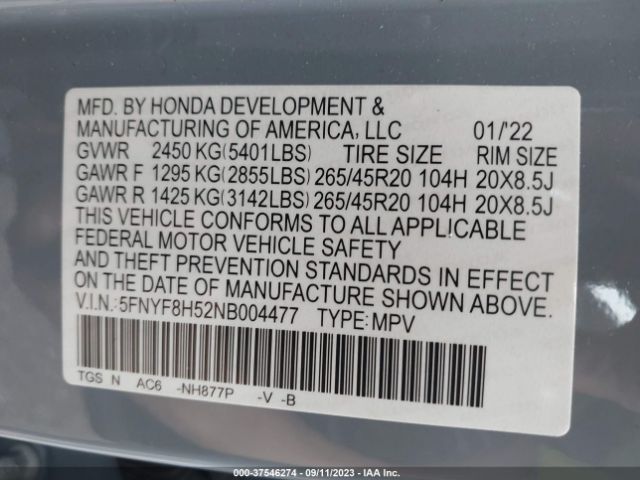 MFD. BY HONDA DEVELOPMENT &
MANUFACTURING OF AMERICA, LLC 01/'22
GVWR 2450 KG(5401LBS) TIRE SIZE RIM SIZE
GAWR F 1295 KG(2855LBS) 265/45R20 104H 20X8.5J
GAWR R 1425 KG(3142LBS) 265/45R20 104H 20X8.5J
THIS VEHICLE CONFORMS TO ALL APPLICABLE
FEDERAL MOTOR VEHICLE SAFETY
AND THEFT PREVENTION STANDARDS IN EFFECT
ON THE DATE OF MANUFACTURE SHOWN ABOVE.
V.I.N.:5FNYF8H52NB004477 TYPE:MPV
TGS N AC6 -NH877P -V -B
000-37546274 - 09/11/2023 - IAA Inc.